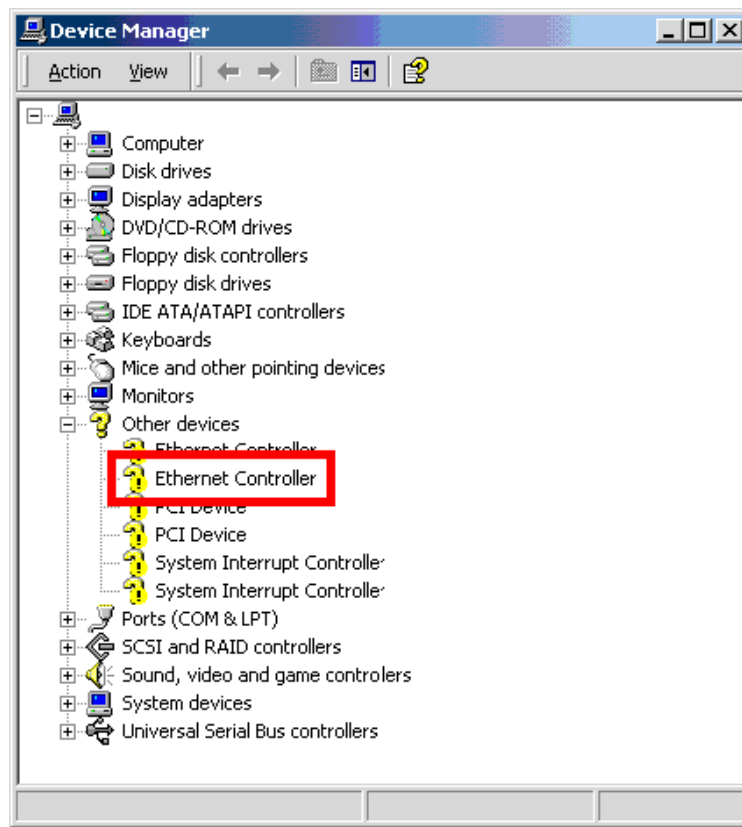 Device Manager
Action View
Computer
Disk drives
Display adapters
DVD/CD-ROM drives
Floppy disk controllers
Floppy disk drives
IDE ATA/ATAPI controllers
Keyboards
Mice and other pointing devices
Monitors
Other devices
Ethernet Controller
Ethernet Controller
PCI Device
PCI Device
System Interrupt Controller
System Interrupt Controller
Ports (COM & LPT)
SCSI and RAID controllers
Sound, video and game controlers
System devices
Universal Serial Bus controllers